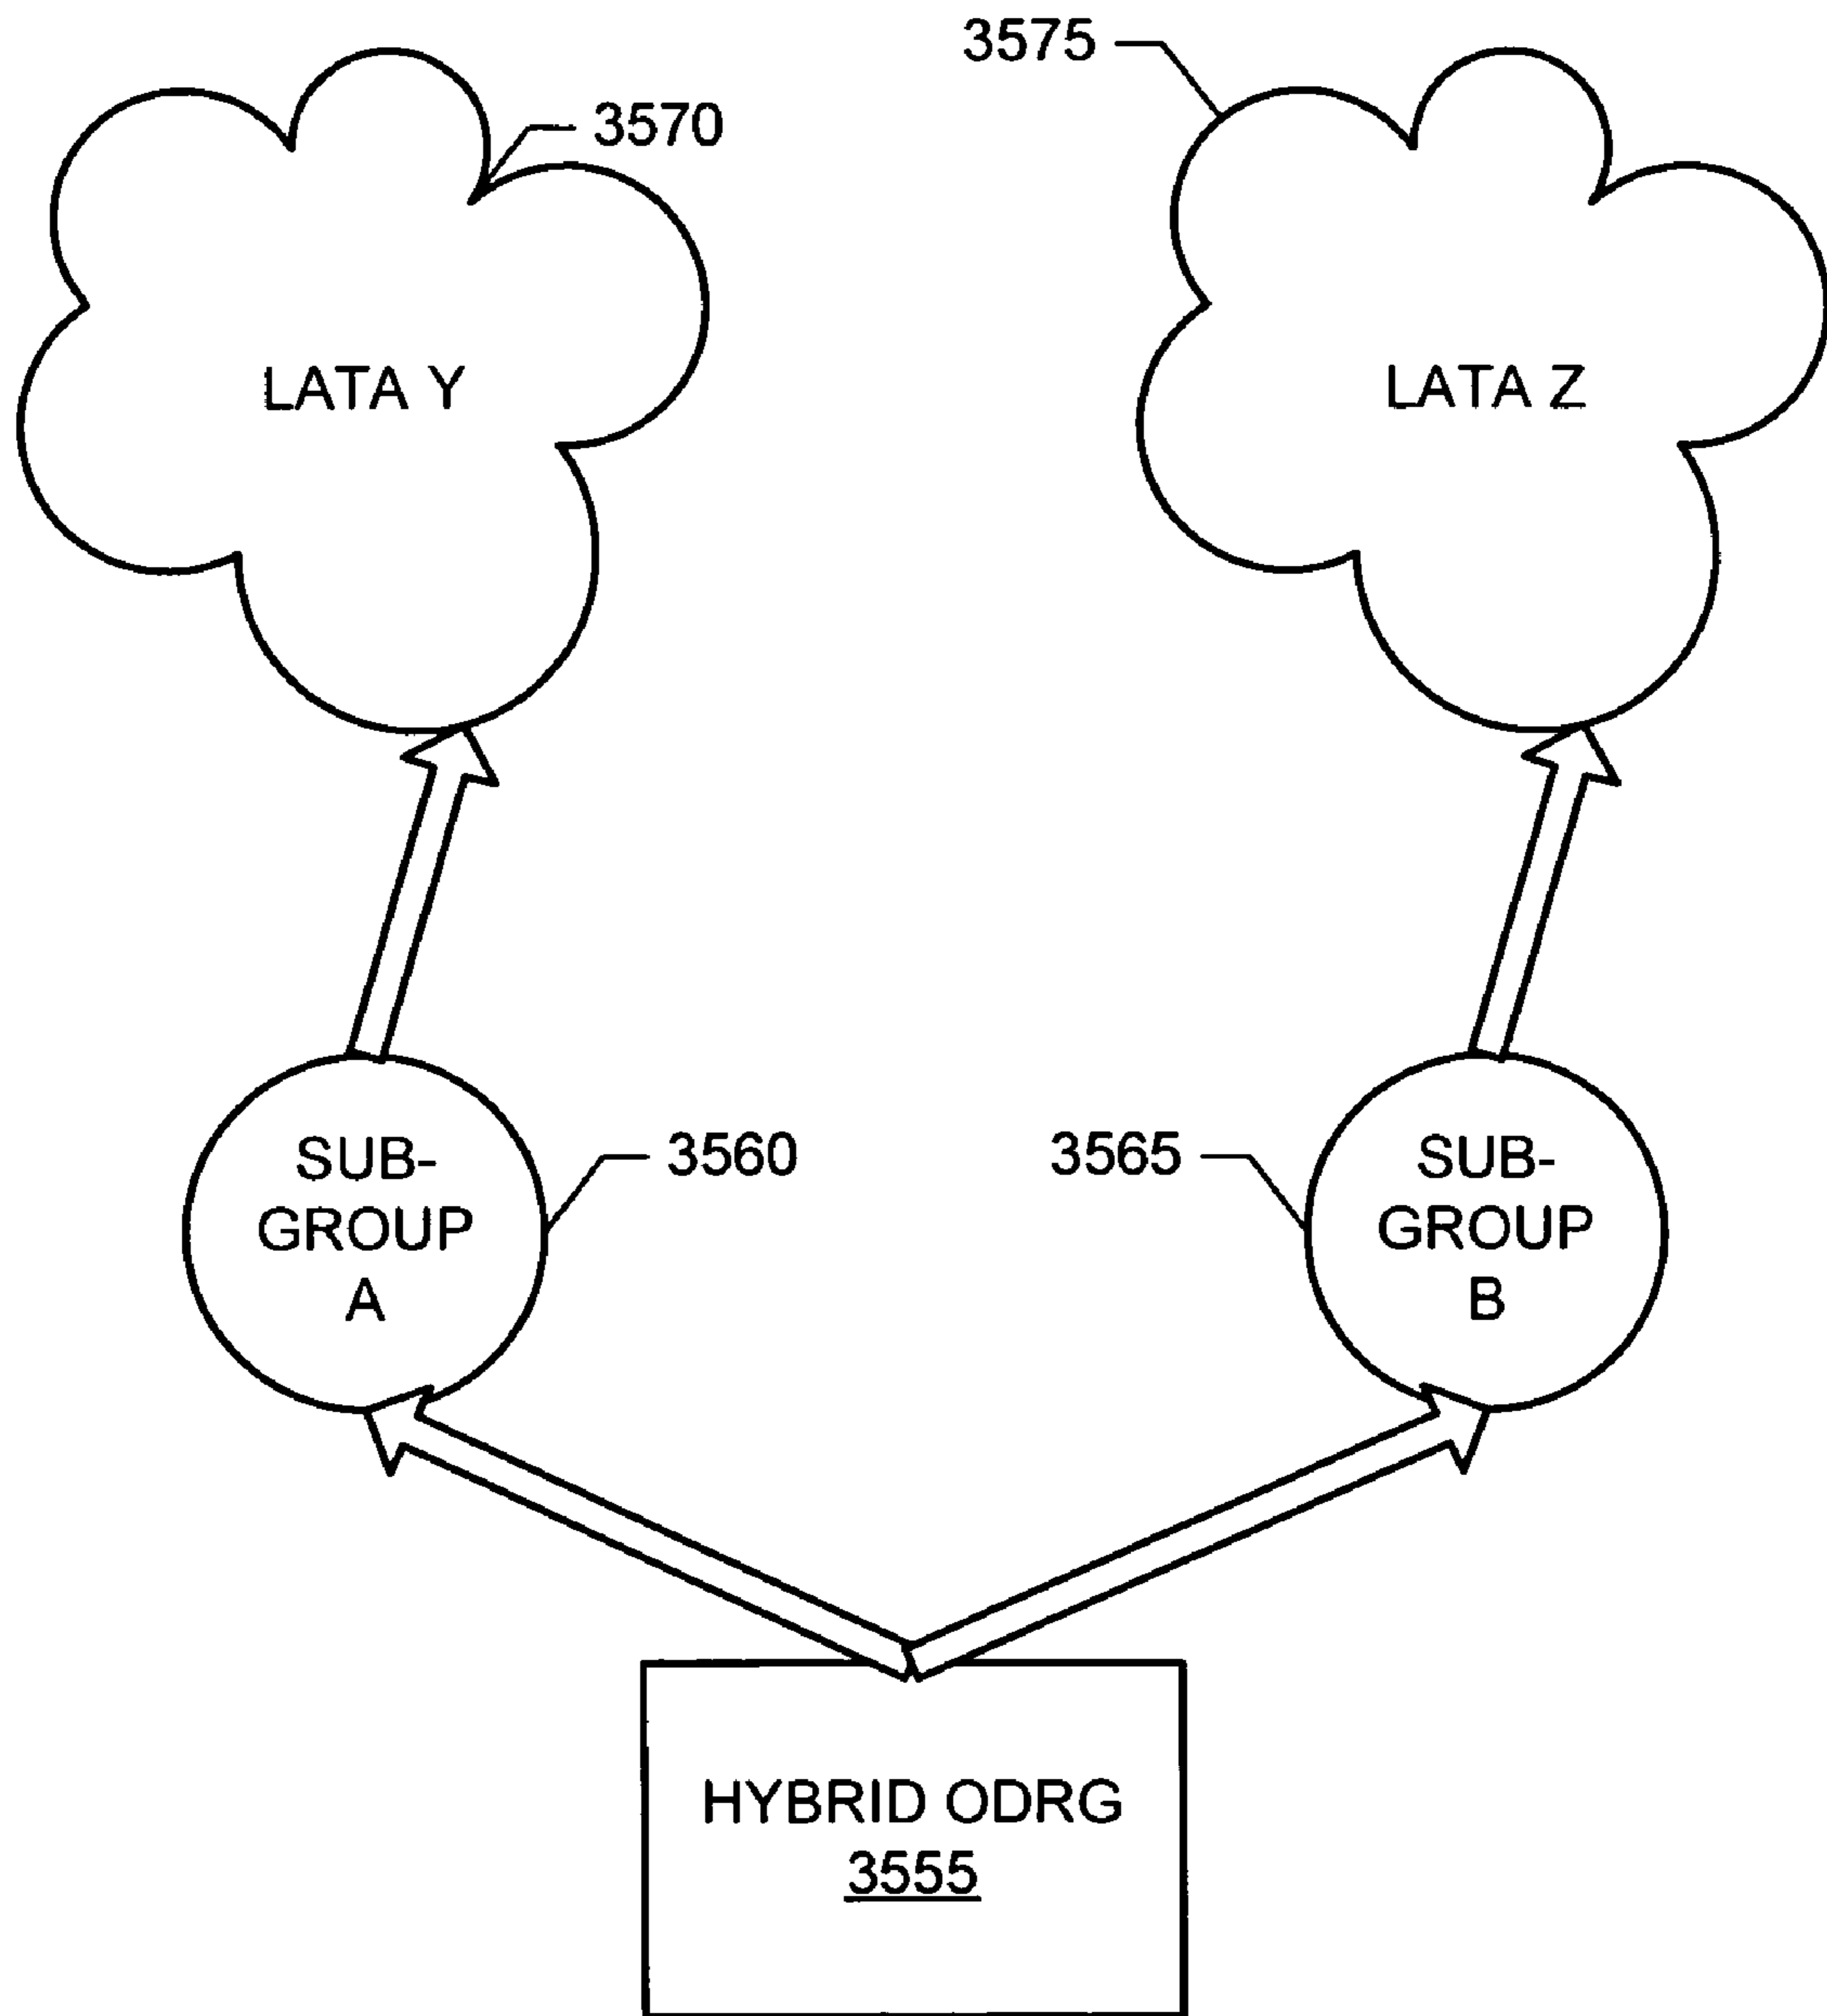 3575
3570
LATA Y
LATA Z
SUB-
GROUP
A
3560
3565
SUB-
GROUP
B
HYBRID ODRG
3555